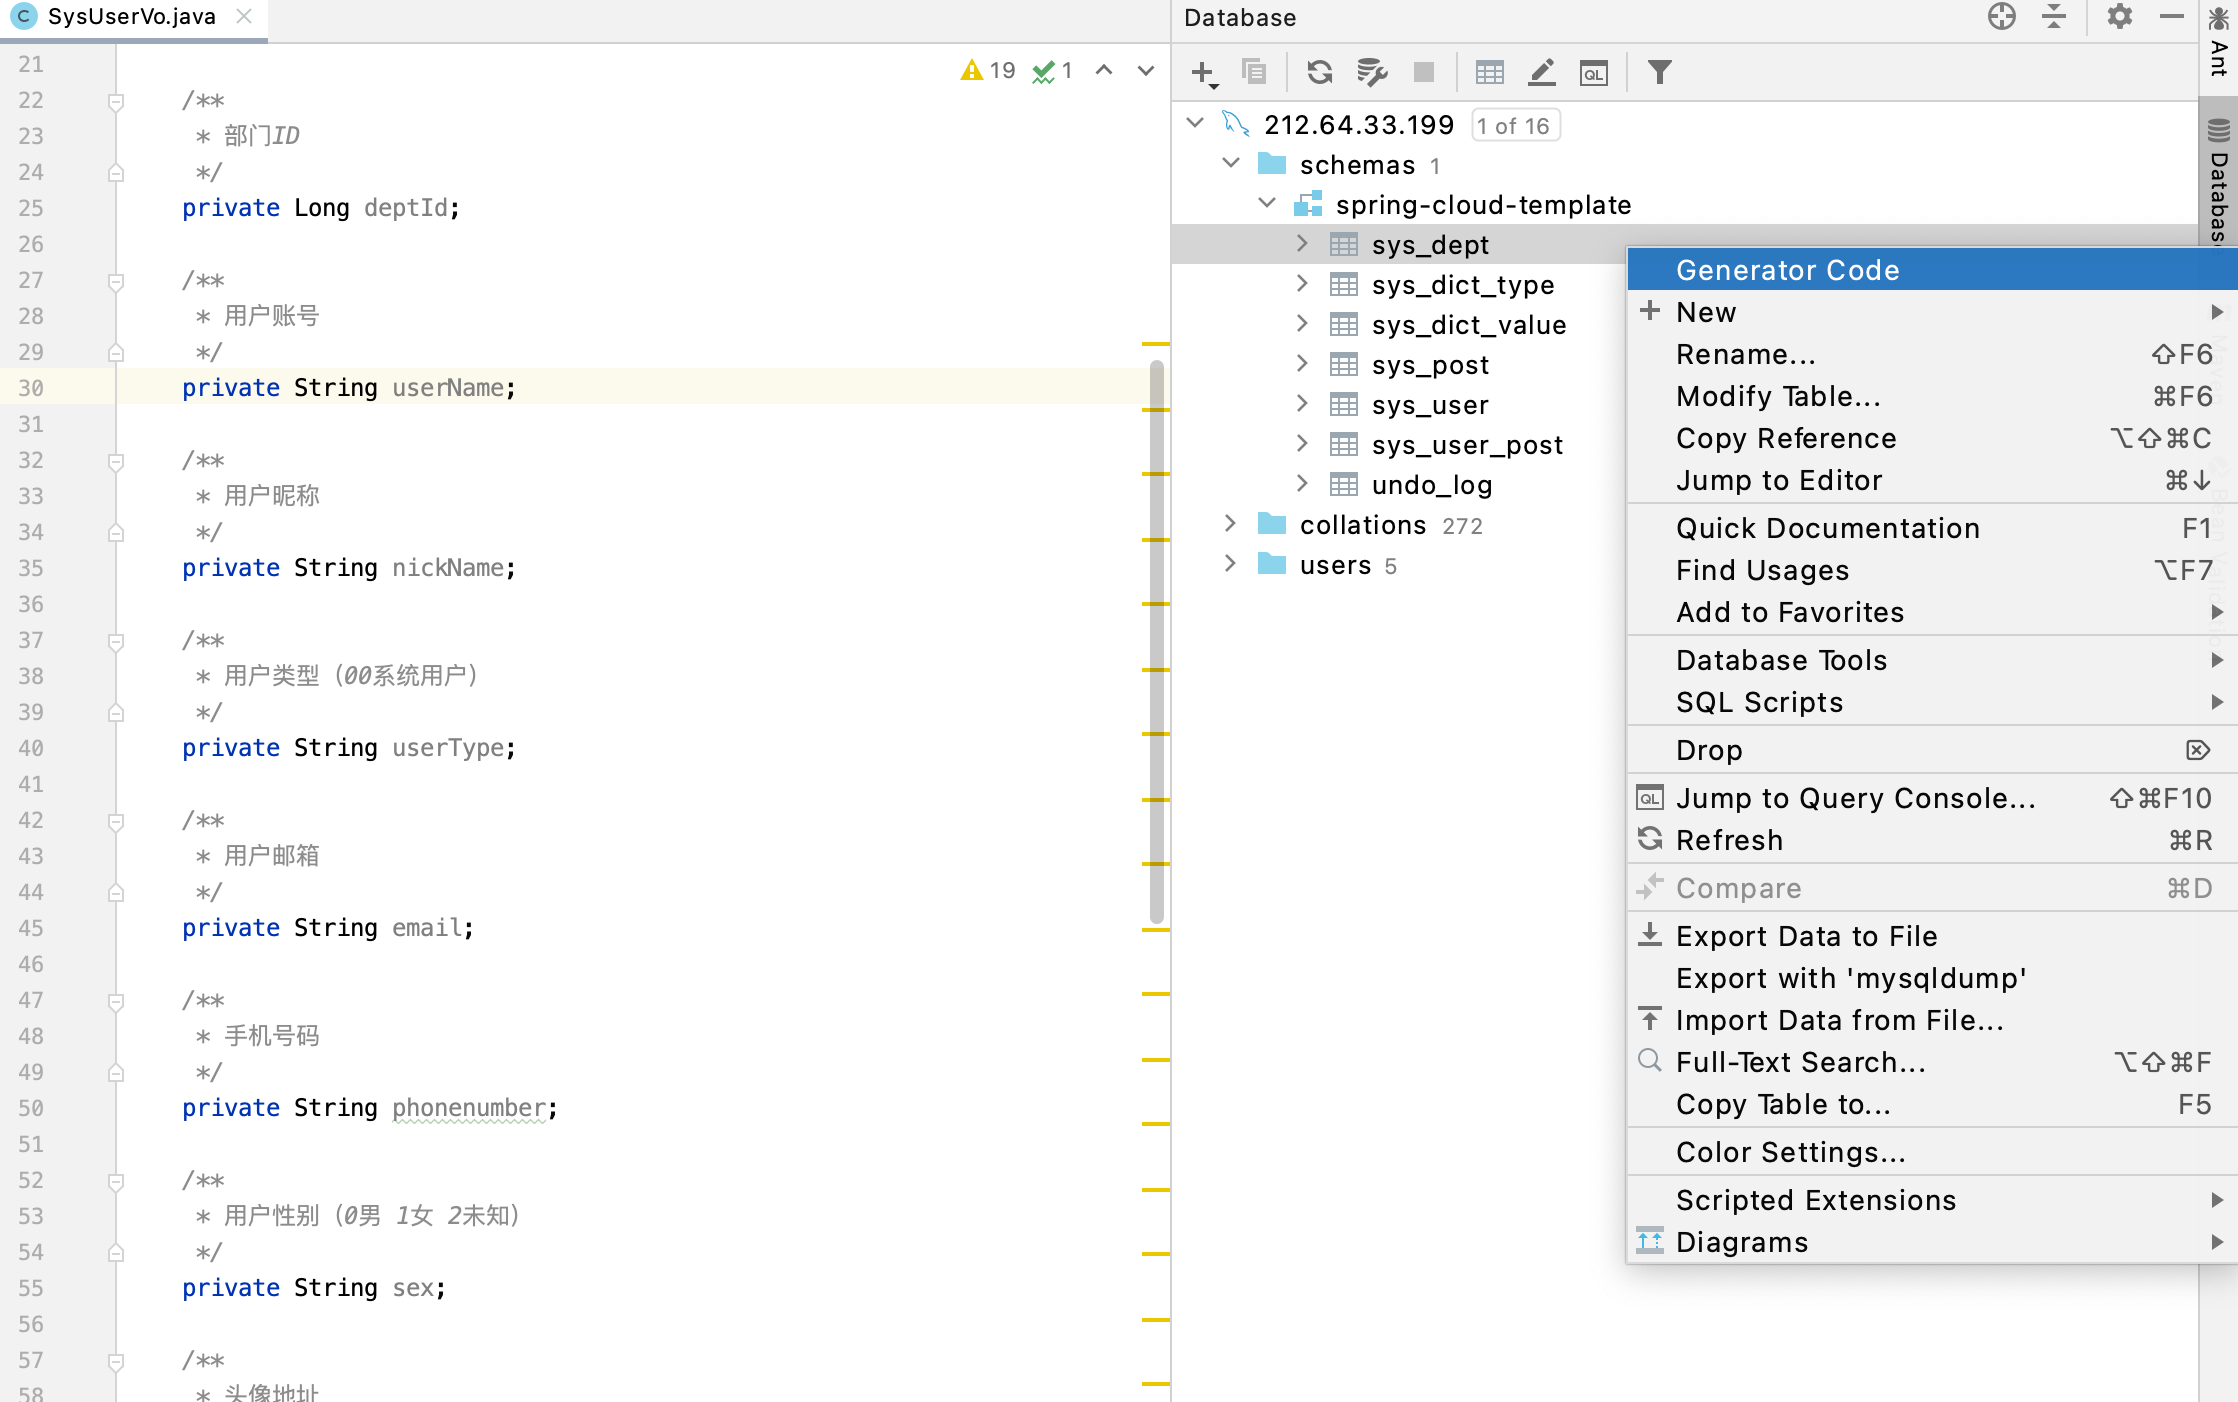 SysUserVo.java
19 1
21
22 /**
23 * 部门ID
24 */
25 private Long deptId;
26
27 /**
28 * 用户账号
29 */
30 private String userName;
31
32 /**
33 * 用户昵称
34 */
35 private String nickName;
36
37 /**
38 * 用户类型（00系统用户）
39 */
40 private String userType;
41
42 /**
43 * 用户邮箱
44 */
45 private String email;
46
47 /**
48 * 手机号码
49 */
50 private String phonenumber;
51
52 /**
53 * 用户性别（0男 1女 2未知）
54 */
55 private String sex;
56
57 /**
58 * 头像地址
Database
212.64.33.199 1 of 16
schemas 1
spring-cloud-template
sys_dept
sys_dict_type
sys_dict_value
sys_post
sys_user
sys_user_post
undo_log
collations 272
users 5
Generator Code
New
Rename... ⇧F6
Modify Table... ⌘F6
Copy Reference ⌥⇧⌘C
Jump to Editor ⌘↓
Quick Documentation F1
Find Usages ⌥F7
Add to Favorites
Database Tools
SQL Scripts
Drop ⌦
QL Jump to Query Console... ⇧⌘F10
Refresh ⌘R
Compare ⌘D
Export Data to File
Export with 'mysqldump'
Import Data from File...
Full-Text Search... ⌥⇧⌘F
Copy Table to... F5
Color Settings...
Scripted Extensions
Diagrams
Ant
Database